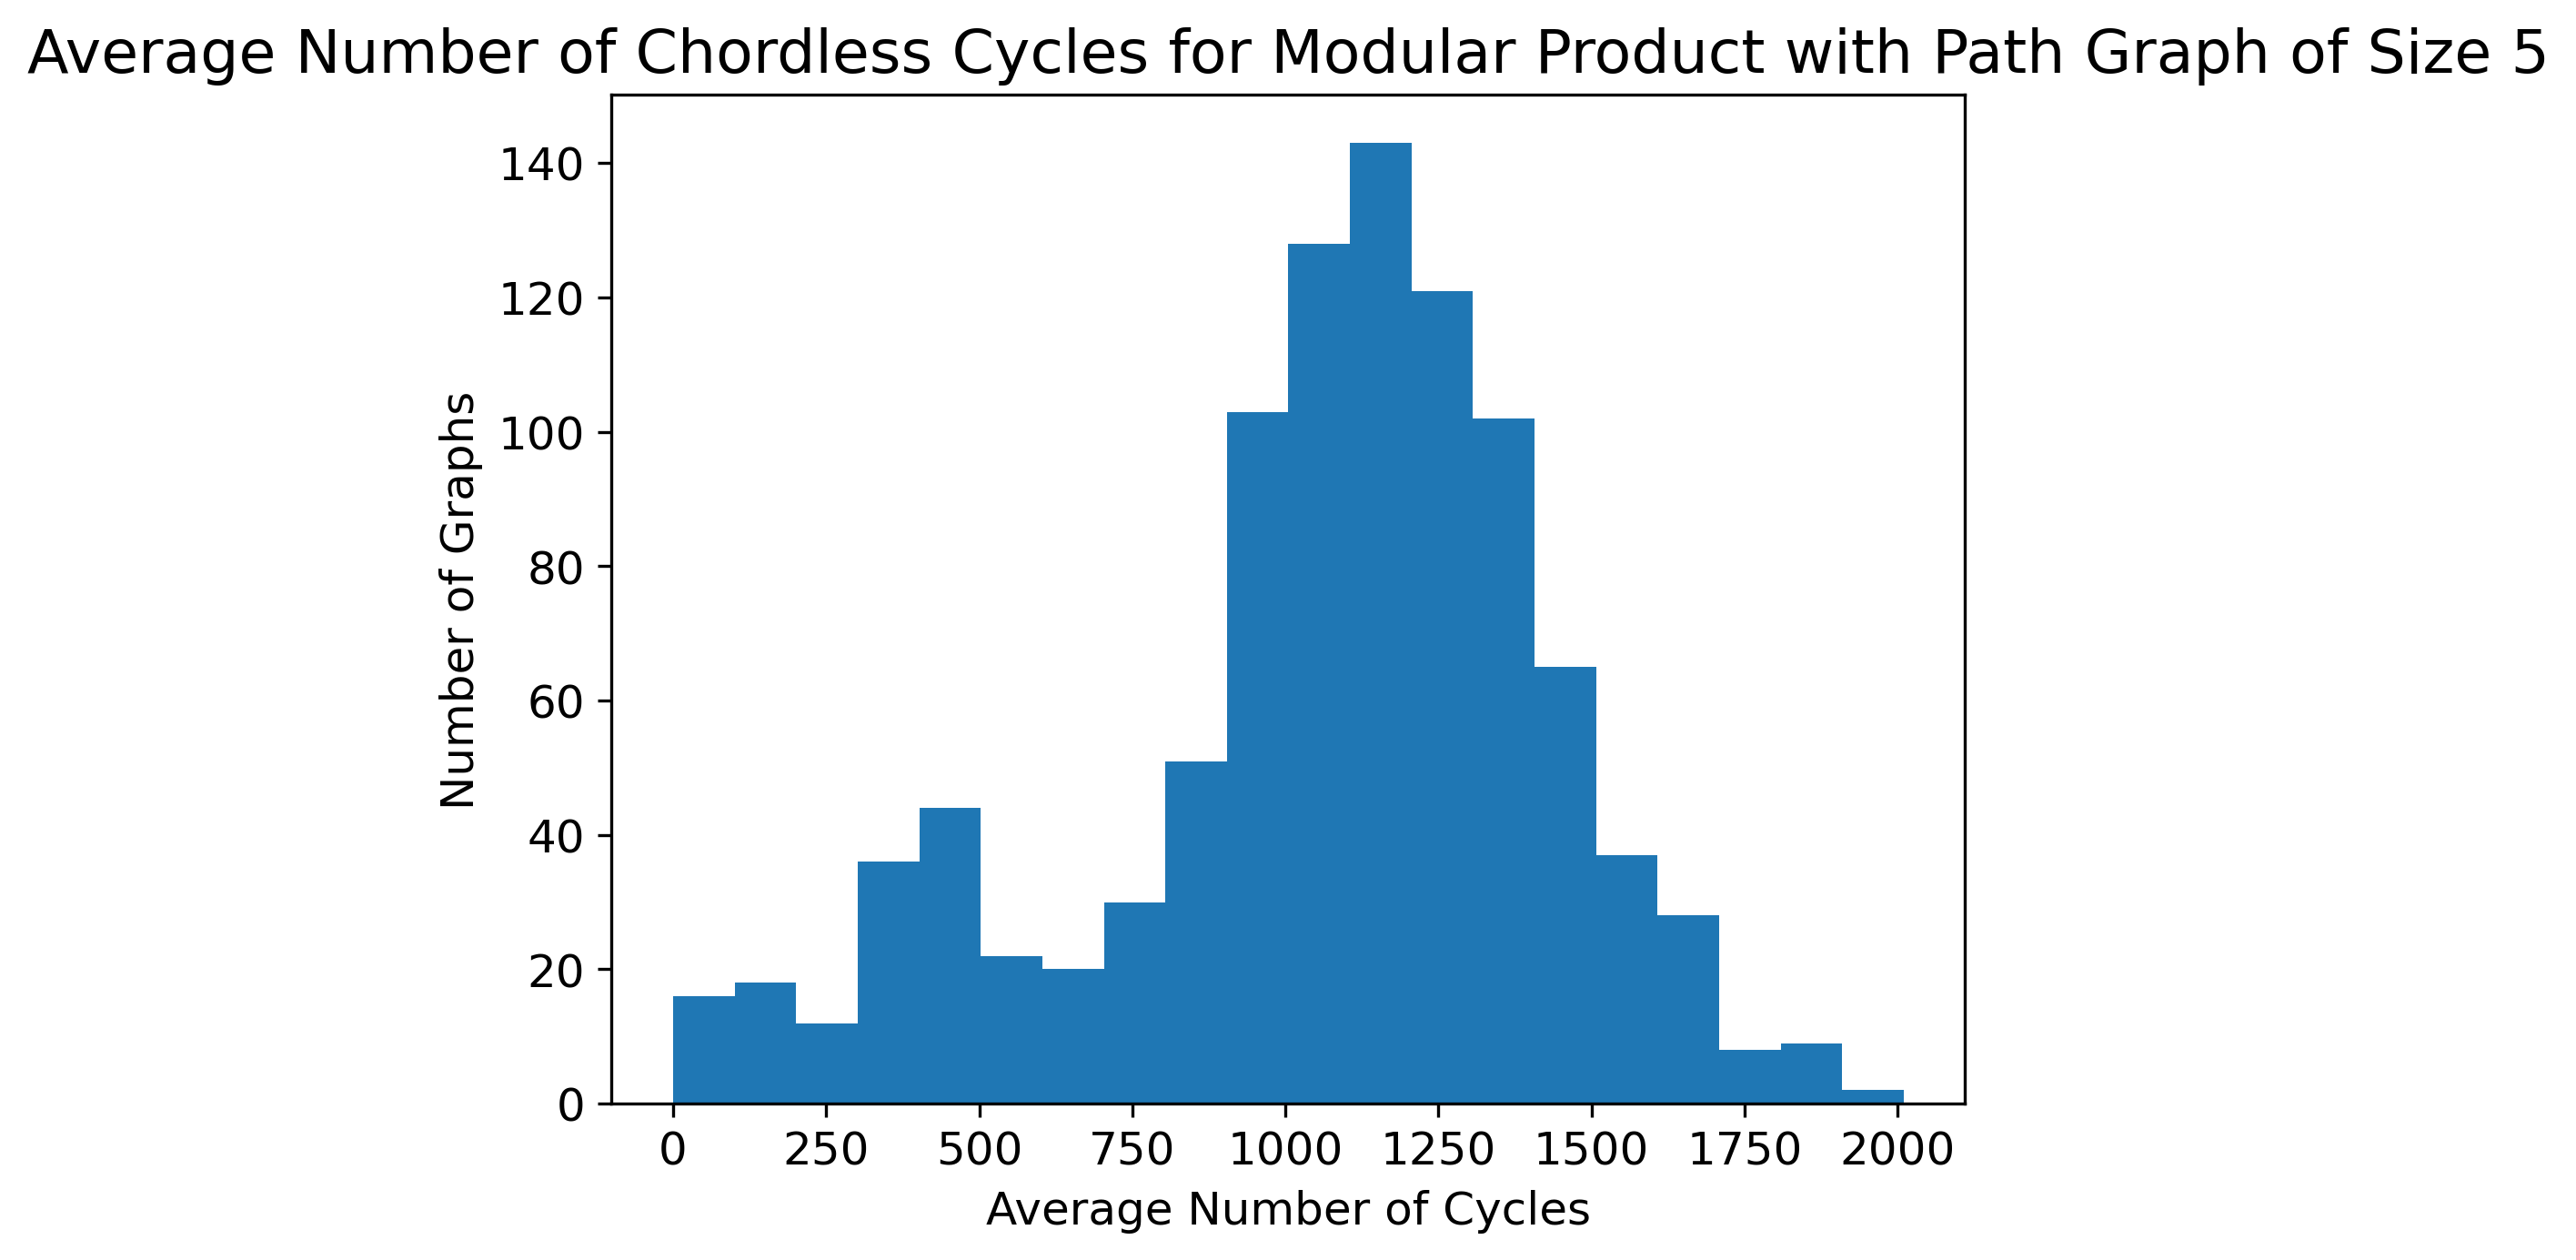 Average Number of Chordless Cycles for Modular Product with Path Graph of Size 5
Number of Graphs
140
120
100
80
60
40
20
0
0 250 500 750 1000 1250 1500 1750 2000
Average Number of Cycles